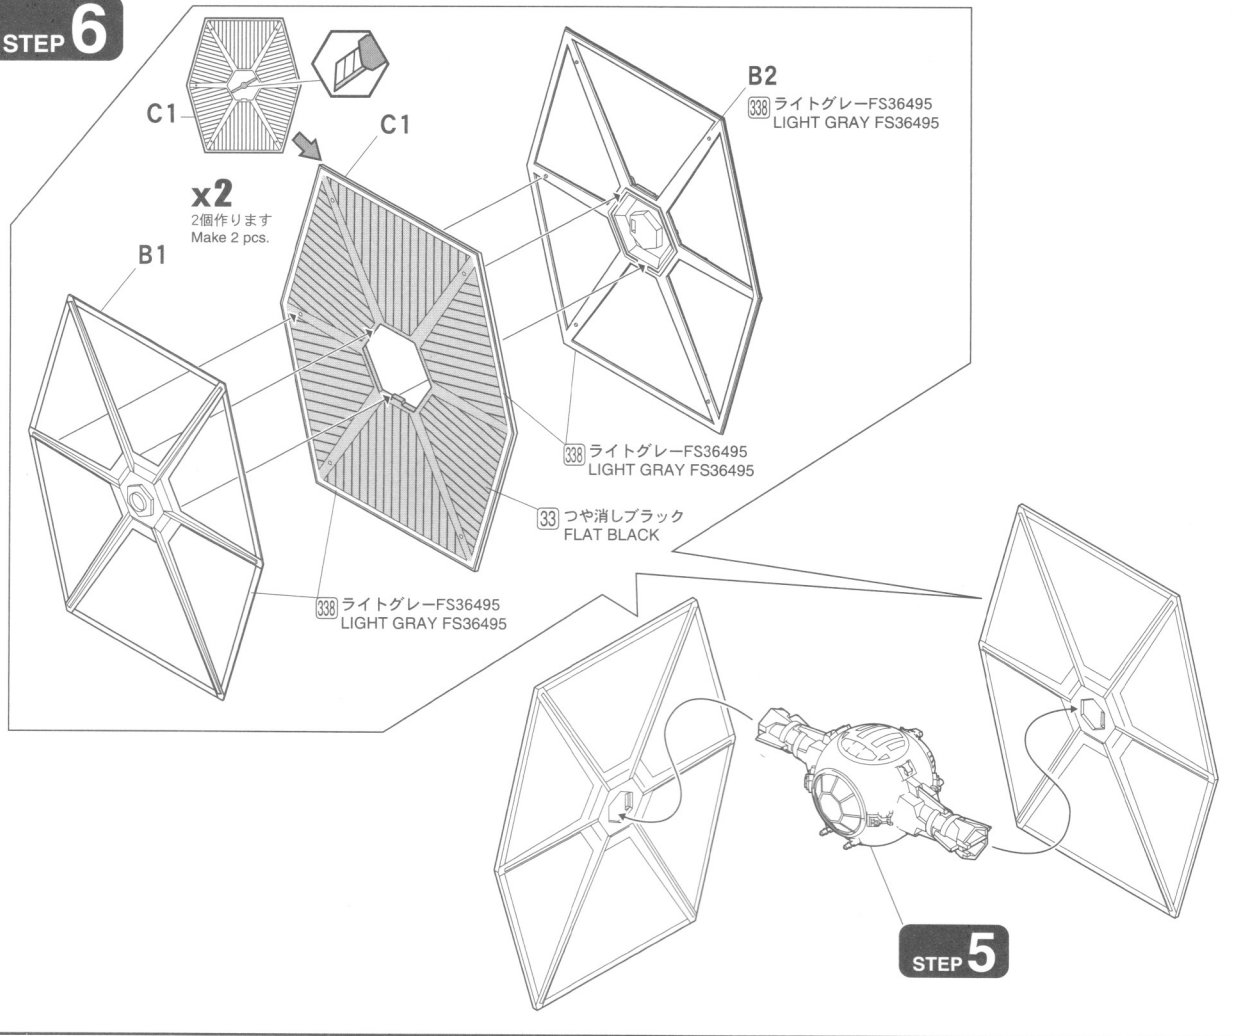 STEP 6
C1
C1
x2
2個作ります
Make 2 pcs.
B1
B2
338 ライトグレーFS36495
LIGHT GRAY FS36495
338 ライトグレーFS36495
LIGHT GRAY FS36495
33 つや消しブラック
FLAT BLACK
338 ライトグレーFS36495
LIGHT GRAY FS36495
STEP 5